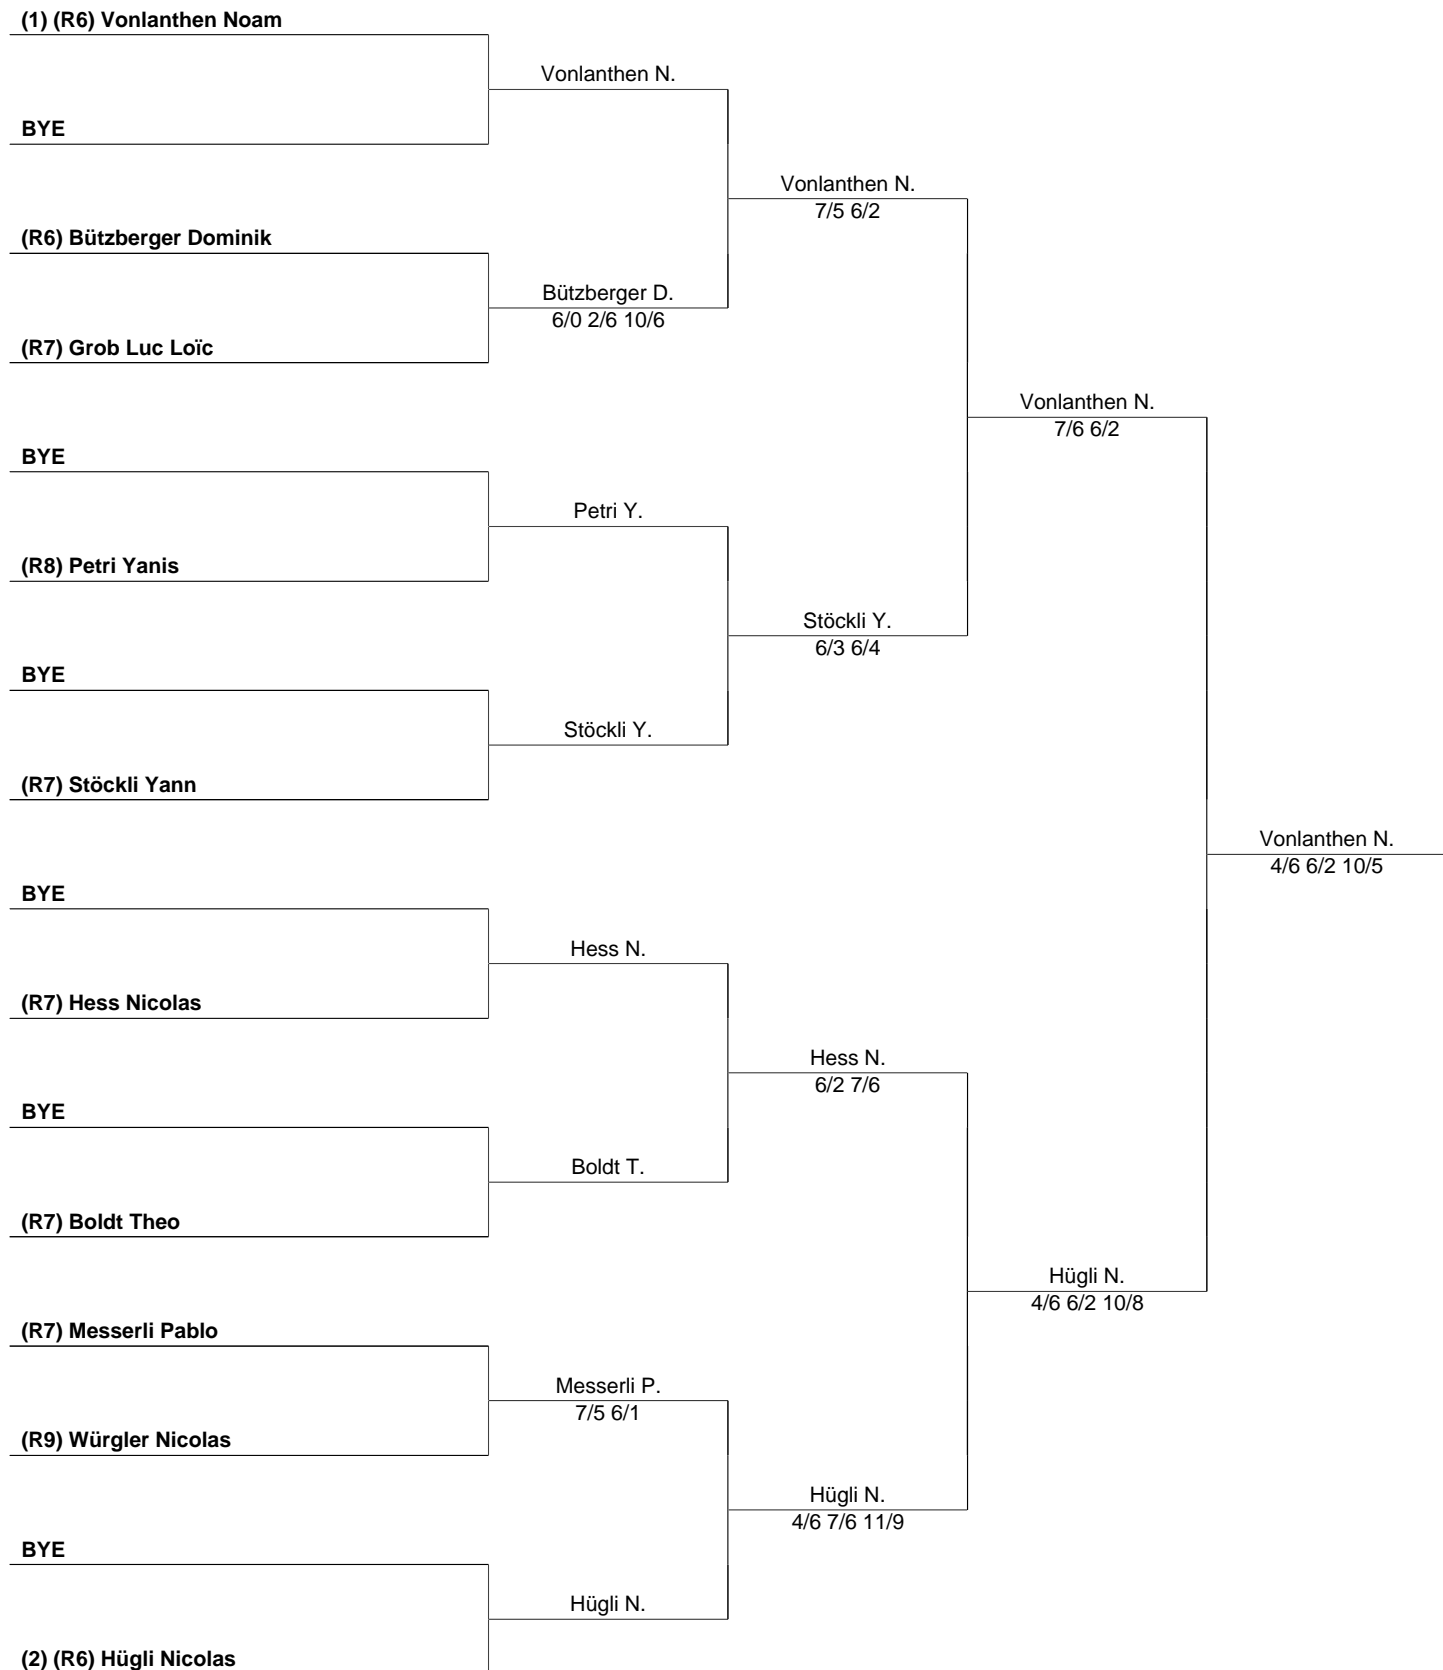 (1) (R6) Vonlanthen Noam
Vonlanthen N.
BYE
Vonlanthen N.
7/5 6/2
(R6) Bützberger Dominik
Bützberger D.
6/0 2/6 10/6
(R7) Grob Luc Loïc
Vonlanthen N.
7/6 6/2
BYE
Petri Y.
(R8) Petri Yanis
Stöckli Y.
6/3 6/4
BYE
Stöckli Y.
(R7) Stöckli Yann
Vonlanthen N.
4/6 6/2 10/5
BYE
Hess N.
(R7) Hess Nicolas
Hess N.
6/2 7/6
BYE
Boldt T.
(R7) Boldt Theo
Hügli N.
4/6 6/2 10/8
(R7) Messerli Pablo
Messerli P.
7/5 6/1
(R9) Würgler Nicolas
Hügli N.
4/6 7/6 11/9
BYE
Hügli N.
(2) (R6) Hügli Nicolas